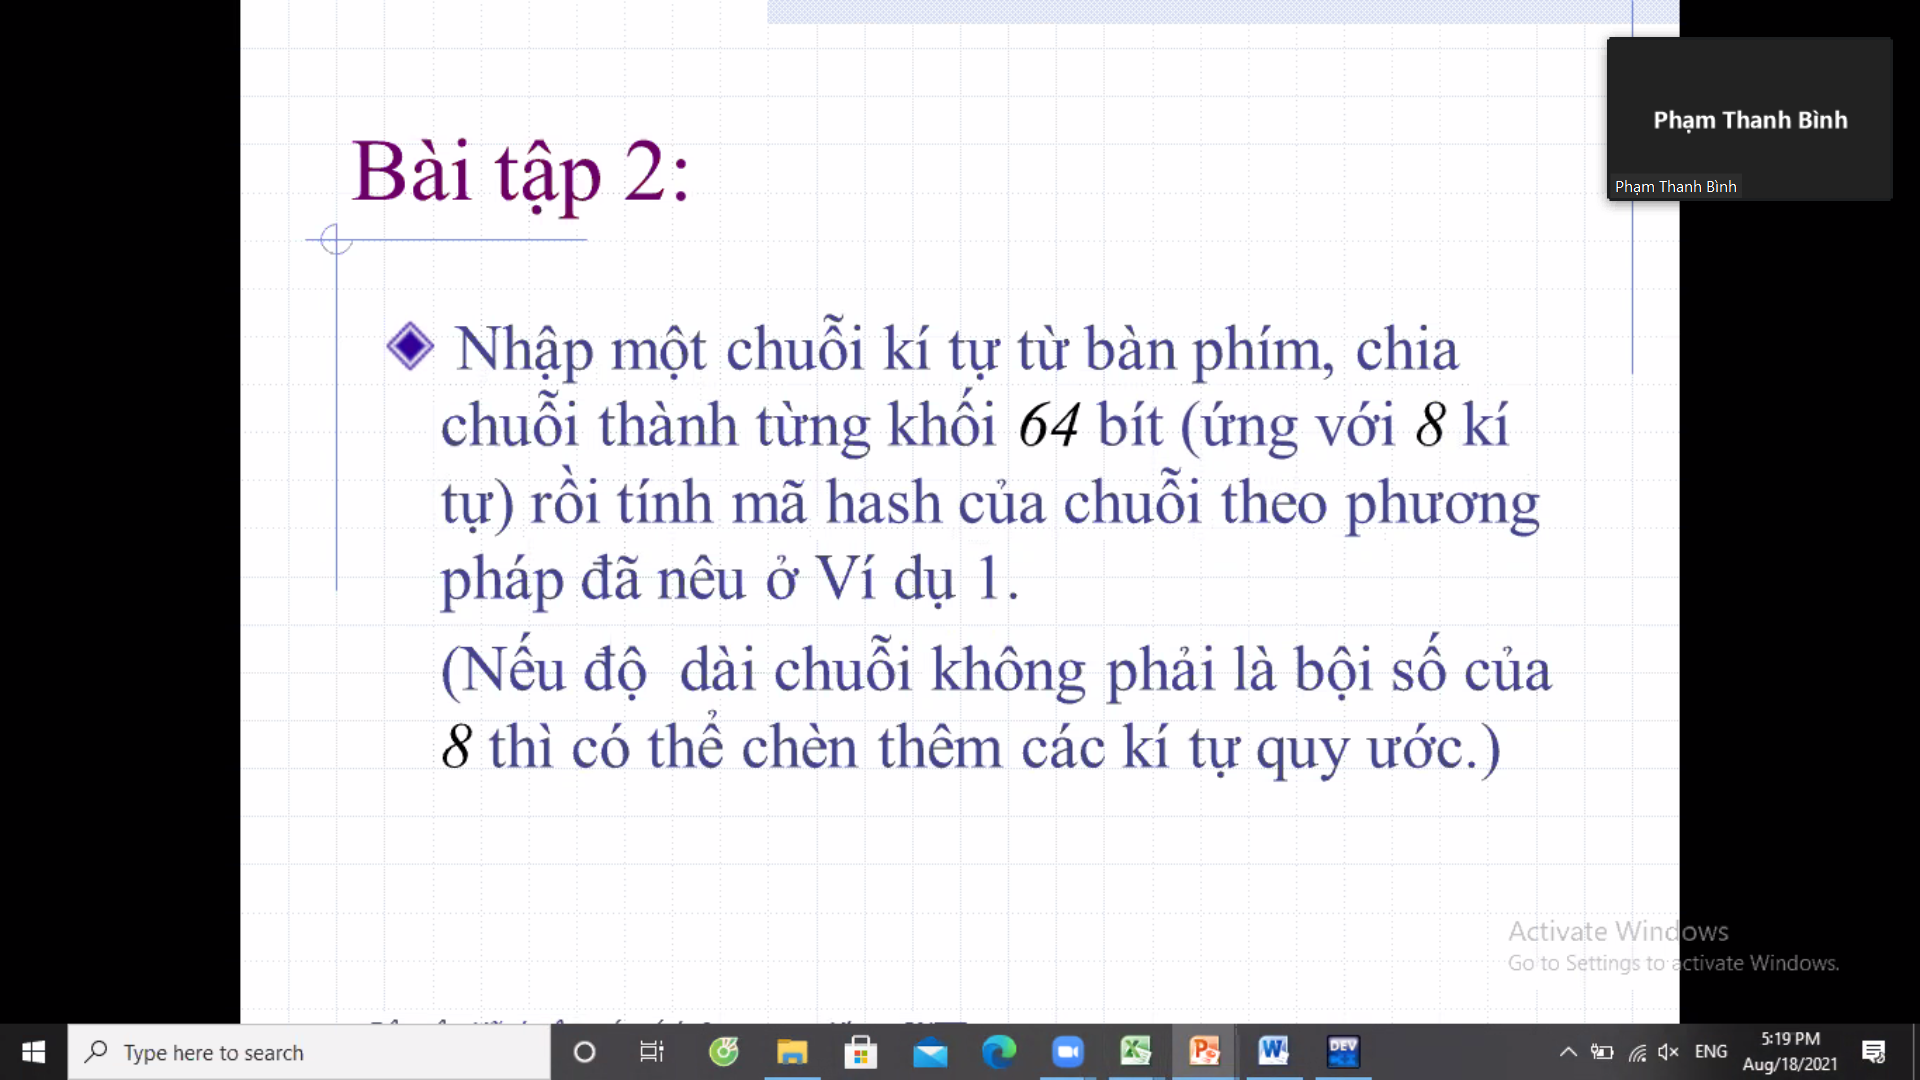 Bài tập 2:
Nhập một chuỗi kí tự từ bàn phím, chia
chuỗi thành từng khối 64 bít (ứng với 8 kí
tự) rồi tính mã hash của chuỗi theo phương
pháp đã nêu ở Ví dụ 1.
(Nếu độ dài chuỗi không phải là bội số của
8 thì có thể chèn thêm các kí tự quy ước.)
Phạm Thanh Bình
Phạm Thanh Bình
Activate Windows
Go to Settings to activate Windows.
Type here to search
DEV
ENG
5:19 PM
Aug/18/2021